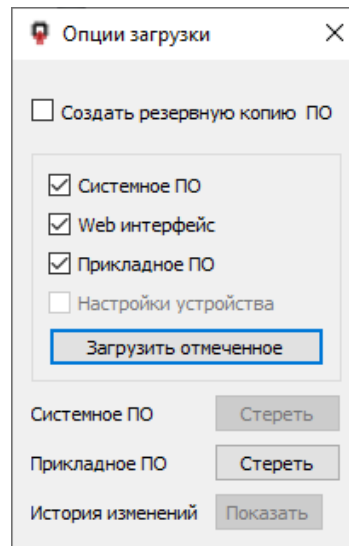 Опции загрузки
Создать резервную копию ПО
Системное ПО
Web интерфейс
Прикладное ПО
Настройки устройства
Загрузить отмеченное
Системное ПО Стереть
Прикладное ПО Стереть
История изменений Показать